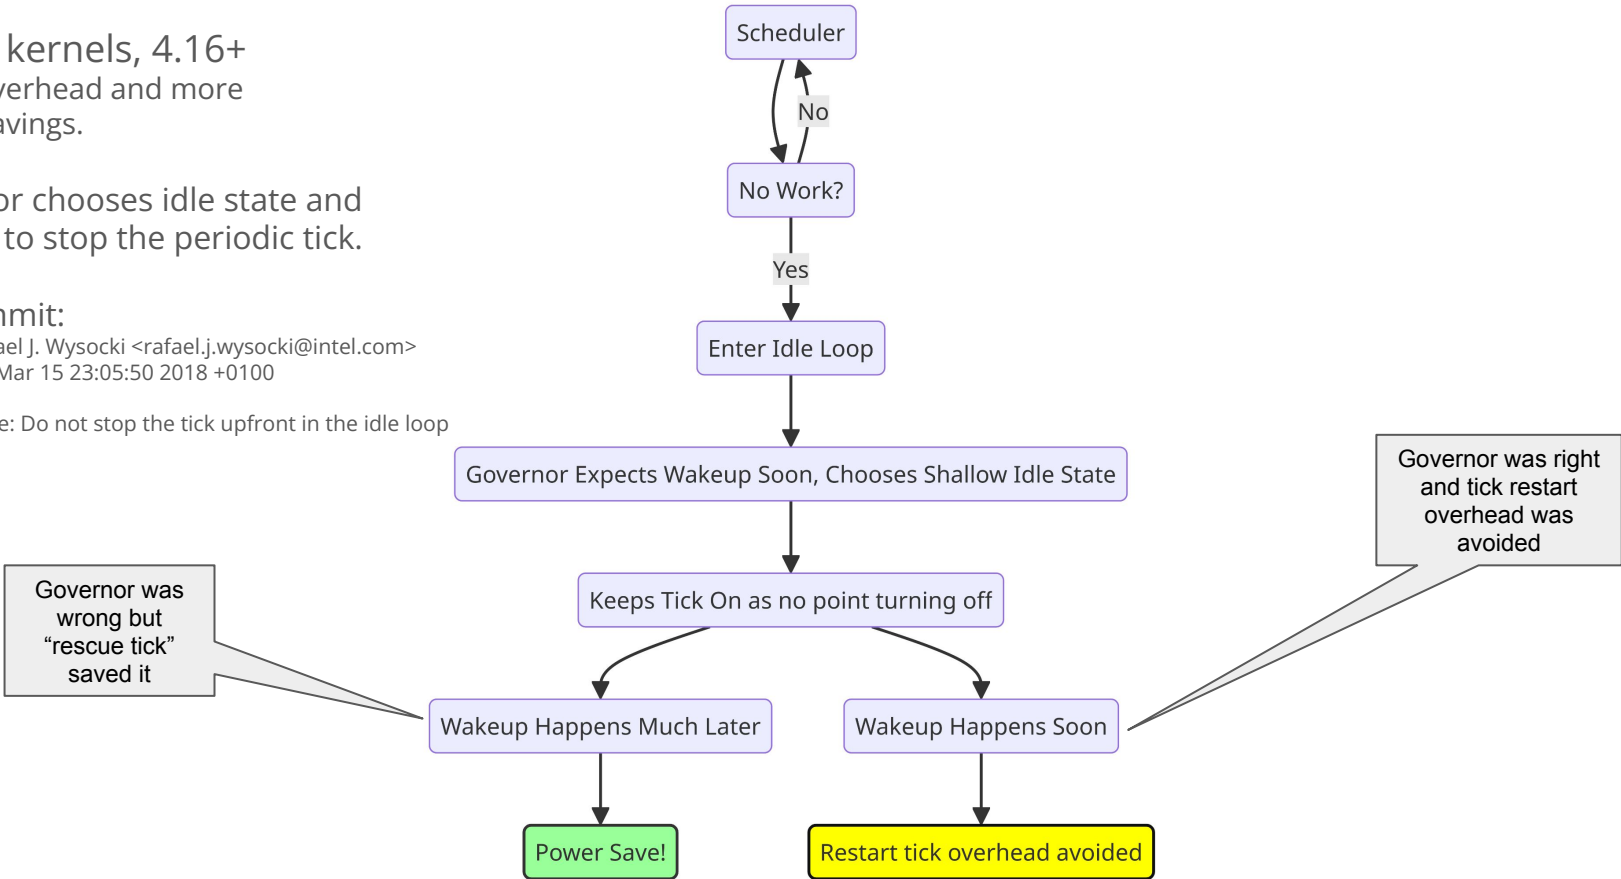 kernels, 4.16+
verhead and more
avings.
or chooses idle state and
to stop the periodic tick.
mmit:
ael J. Wysocki <rafael.j.wysocki@intel.com>
Mar 15 23:05:50 2018 +0100
e: Do not stop the tick upfront in the idle loop
Scheduler
No
No Work?
Yes
Enter Idle Loop
Governor Expects Wakeup Soon, Chooses Shallow Idle State
Keeps Tick On as no point turning off
Governor was
wrong but
“rescue tick”
saved it
Governor was right
and tick restart
overhead was
avoided
Wakeup Happens Much Later
Wakeup Happens Soon
Power Save!
Restart tick overhead avoided